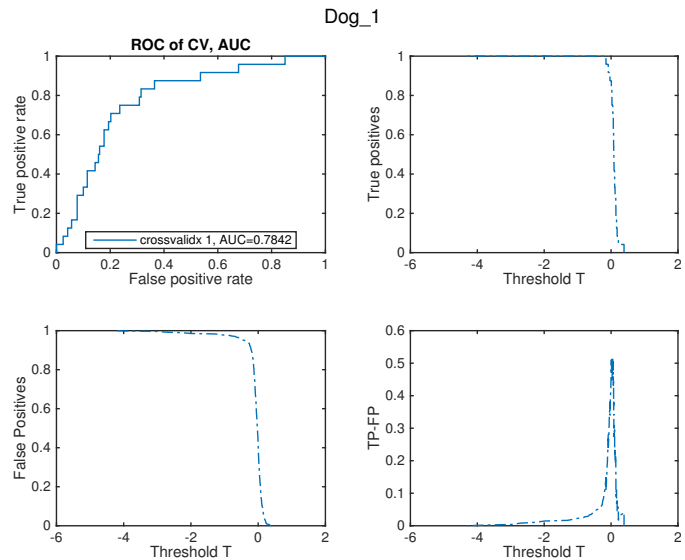 Dog_1
ROC of CV, AUC
True positive rate
1
0.8
0.6
0.4
0.2
0
crossvalidx 1, AUC=0.7842
0 0.2 0.4 0.6 0.8 1
False positive rate
True positives
1
0.8
0.6
0.4
0.2
0
-6 -4 -2 0 2
Threshold T
False Positives
1
0.8
0.6
0.4
0.2
0
-6 -4 -2 0 2
Threshold T
TP-FP
0.6
0.5
0.4
0.3
0.2
0.1
0
-6 -4 -2 0 2
Threshold T